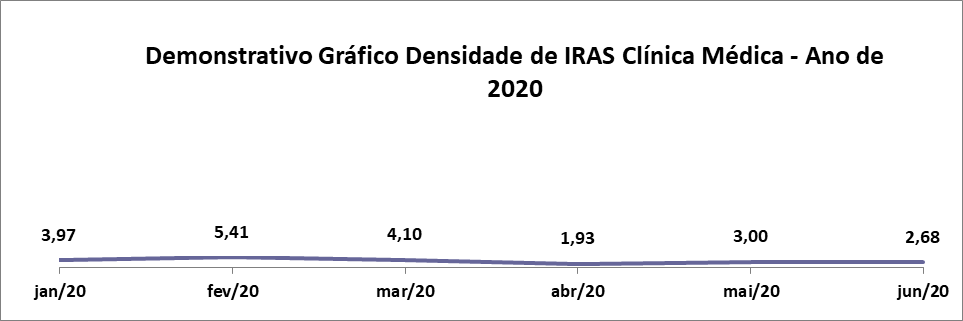 Demonstrativo Gráfico Densidade de IRAS Clínica Médica - Ano de
2020
3,97 5,41 4,10 1,93 3,00 2,68
jan/20 fev/20 mar/20 abr/20 mai/20 jun/20